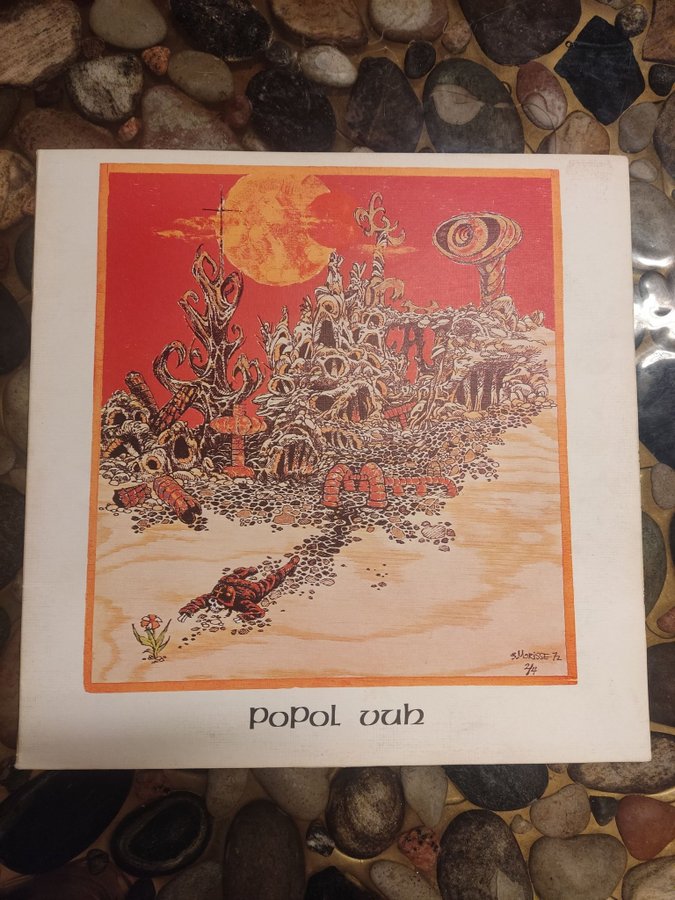 S. Morisse 72
2/4
popol vuh